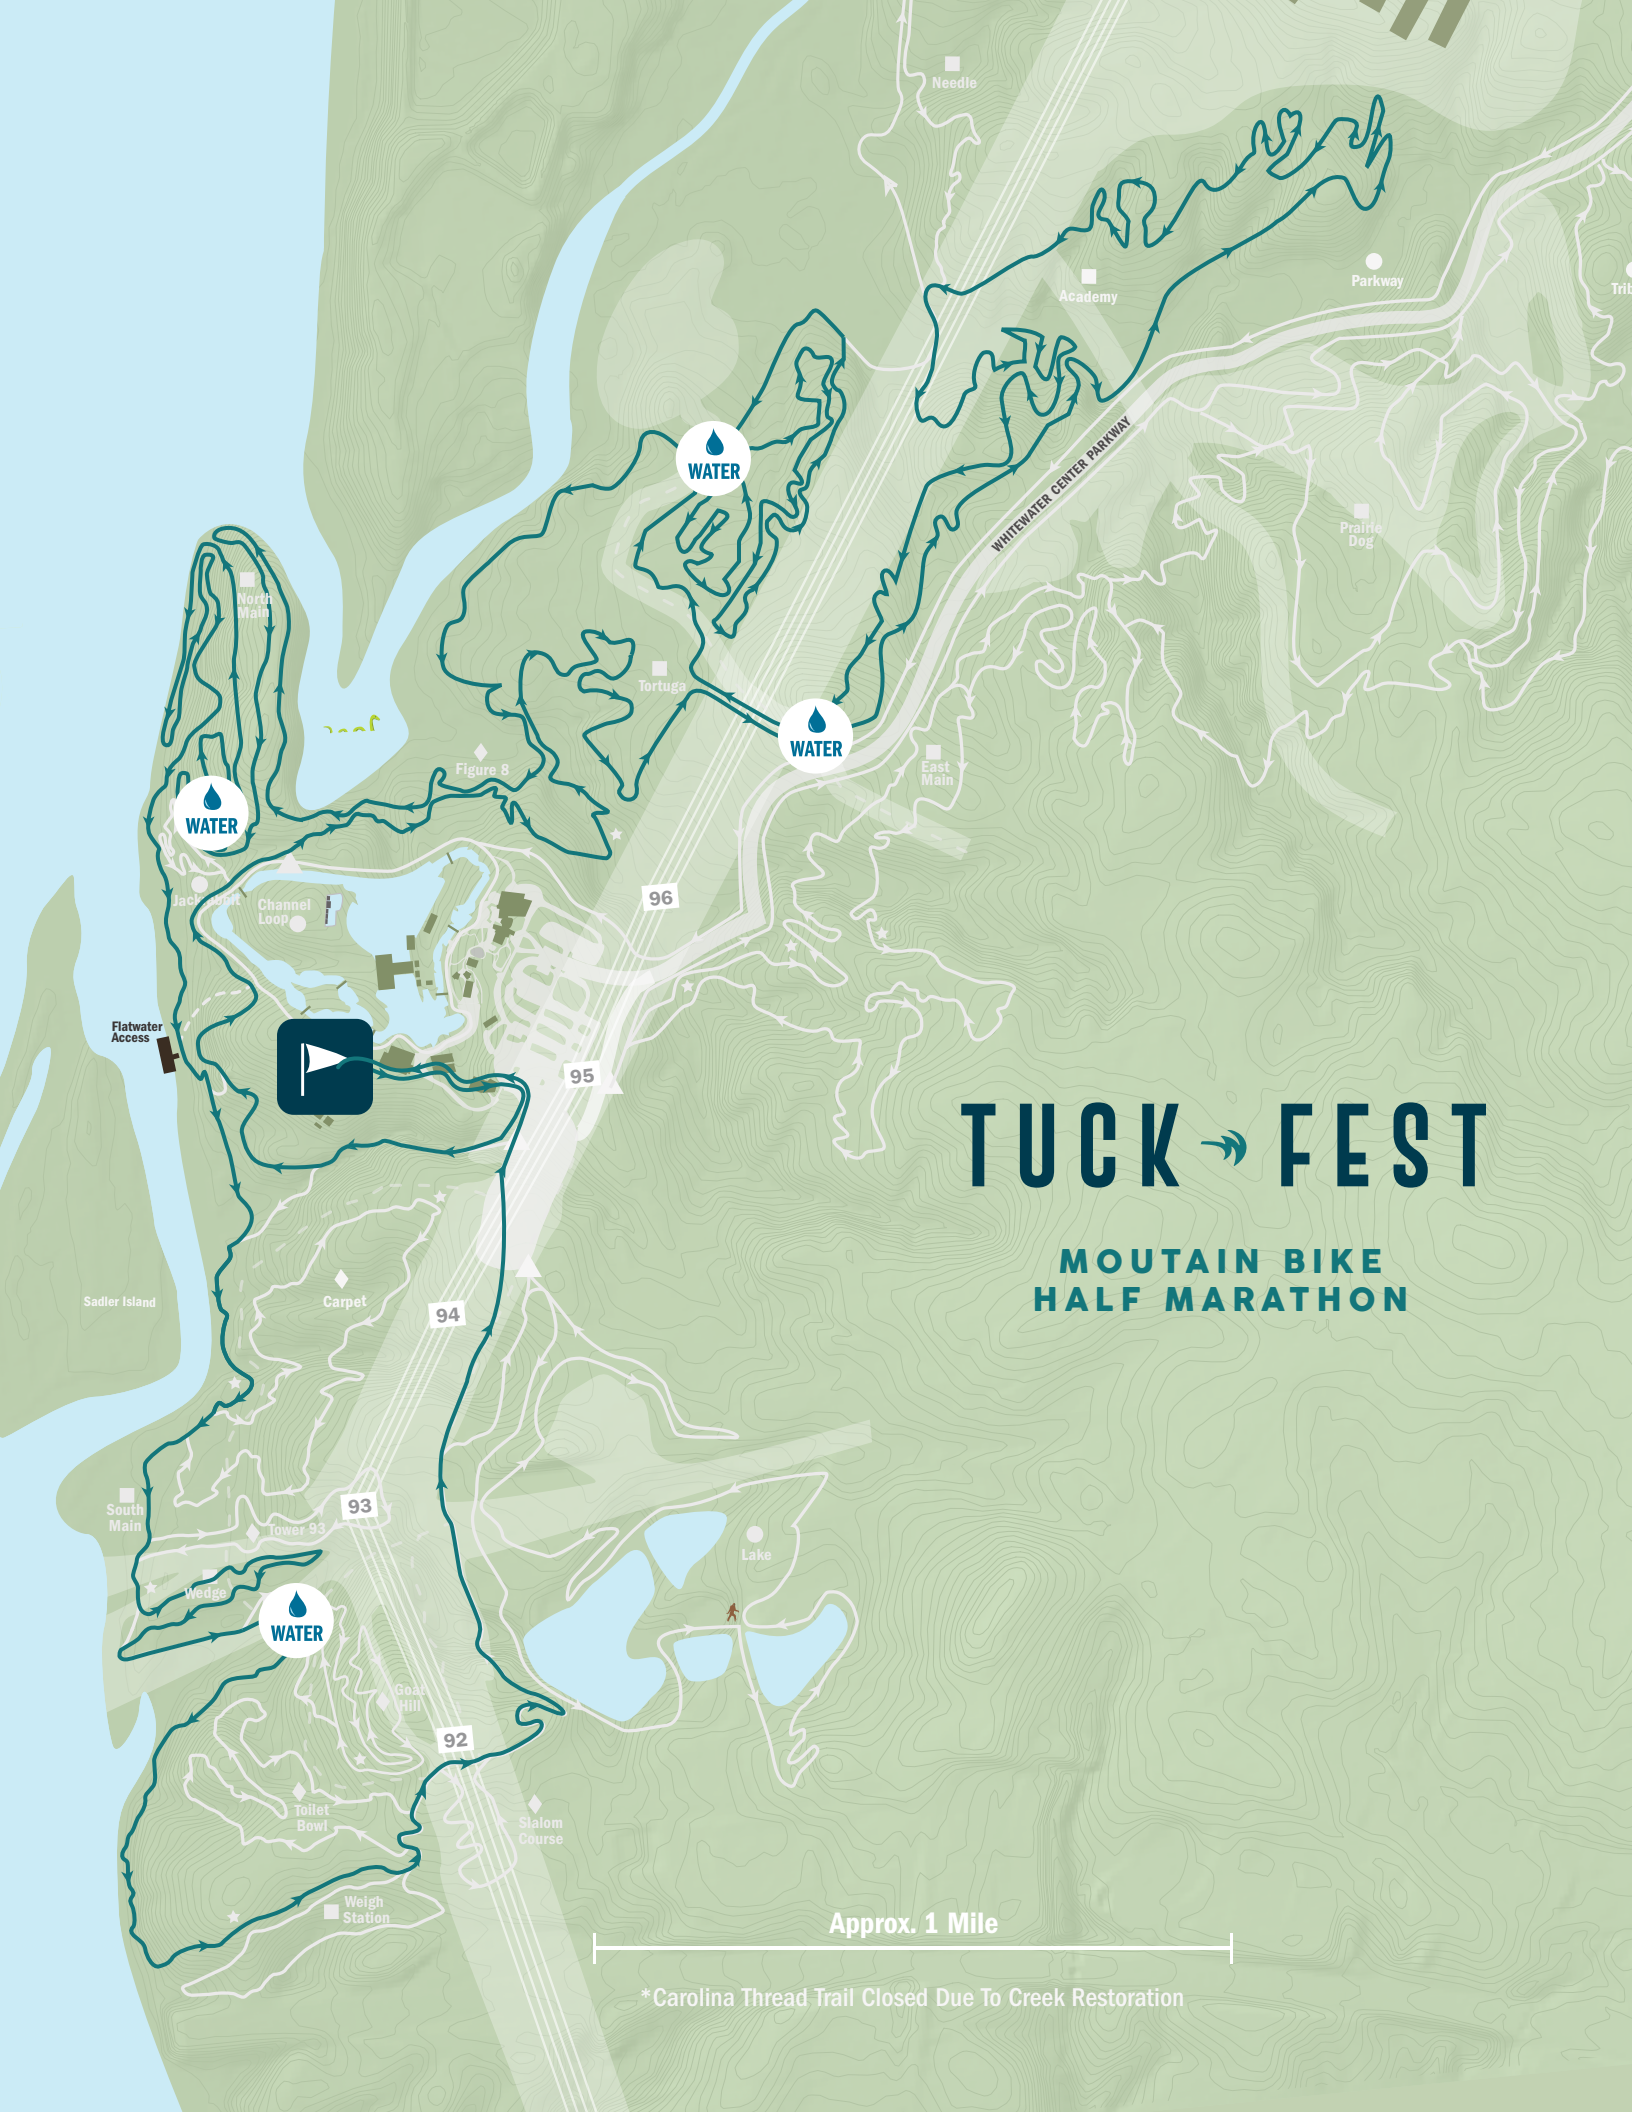 Needle
Academy
Parkway
WHITEWATER CENTER PARKWAY
WATER
Prairie
Dog
North
Main
Tortuga
WATER
Figure 8
East
Main
WATER
Channel
Loop
96
Flatwater
Access
95
TUCK FEST
MOUTAIN BIKE
HALF MARATHON
Sadler Island
Carpet
94
93
South
Main
Tower 93
Lake
Wedge
WATER
Goat
Hill
92
Toilet
Bowl
Slalom
Course
Weigh
Station
Approx. 1 Mile
*Carolina Thread Trail Closed Due To Creek Restoration